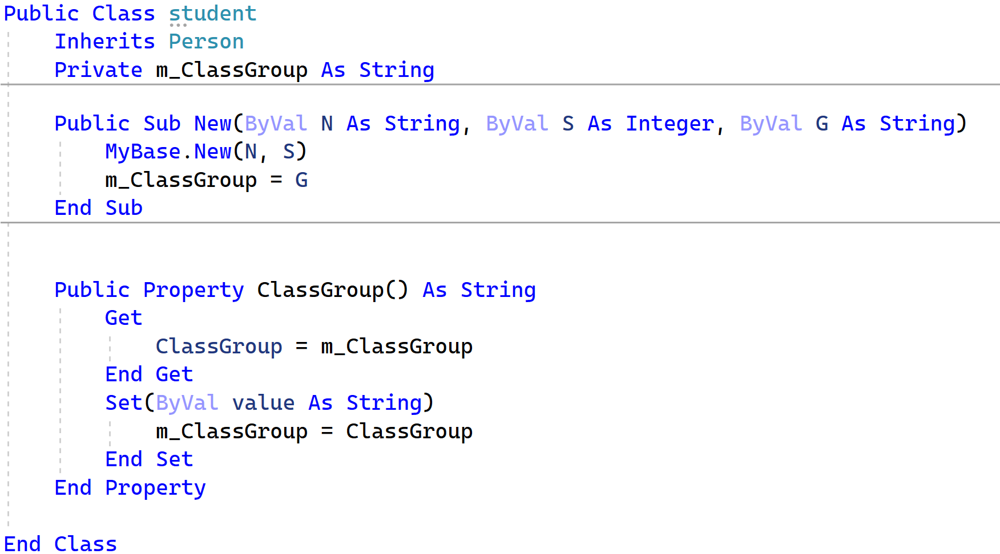 Public Class student
Inherits Person
Private m_ClassGroup As String
Public Sub New(ByVal N As String, ByVal S As Integer, ByVal G As String)
MyBase.New(N, S)
m_ClassGroup = G
End Sub
Public Property ClassGroup() As String
Get
ClassGroup = m_ClassGroup
End Get
Set(ByVal value As String)
m_ClassGroup = ClassGroup
End Set
End Property
End Class